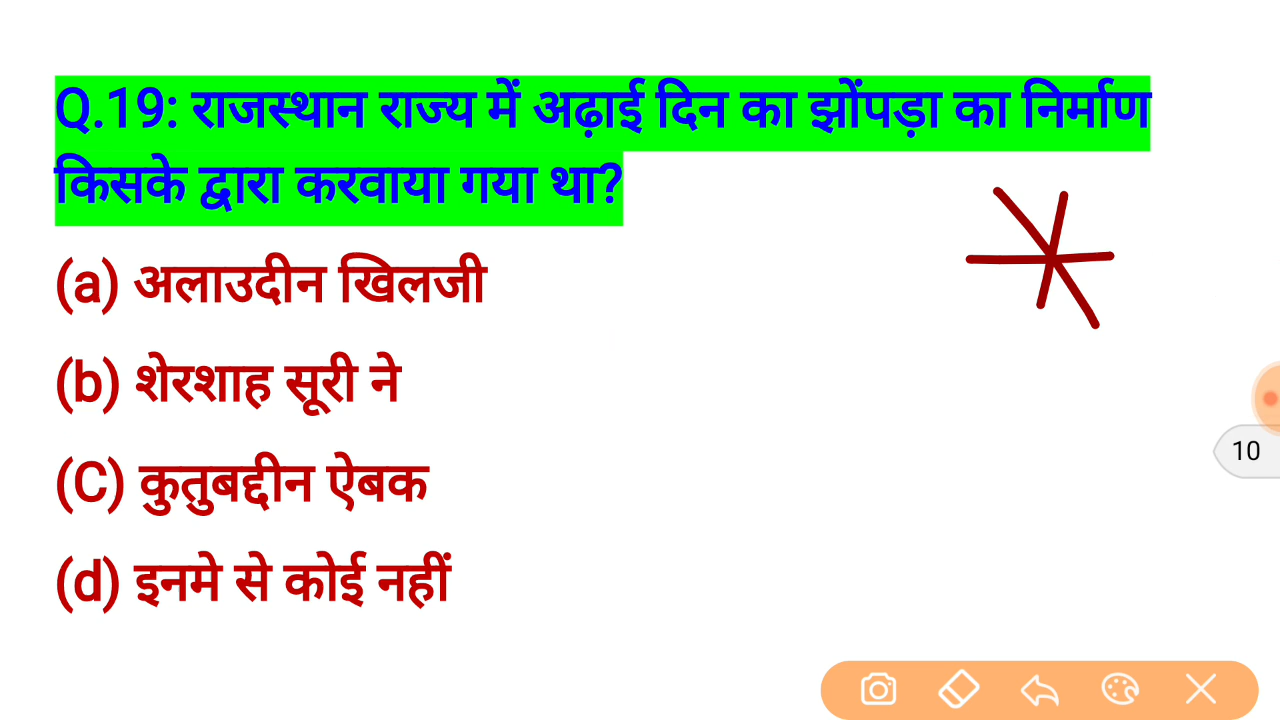 Q.19: राजस्थान राज्य में अढ़ाई दिन का झोंपड़ा का निर्माण
किसके द्वारा करवाया गया था?
(a) अलाउदीन खिलजी
(b) शेरशाह सूरी ने
(C) कुतुबद्दीन ऐबक
(d) इनमे से कोई नहीं
10